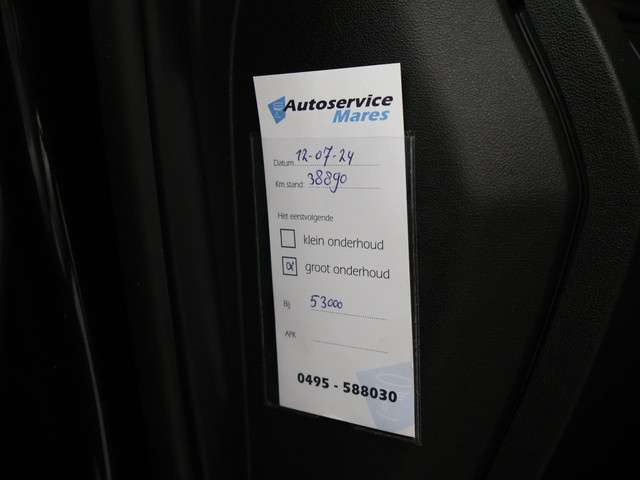 Autoservice
Mares
Datum 12-07-24
Km stand: 38890
Het eerstvolgende
klein onderhoud
groot onderhoud
Bij 53000
APK
0495 - 588030